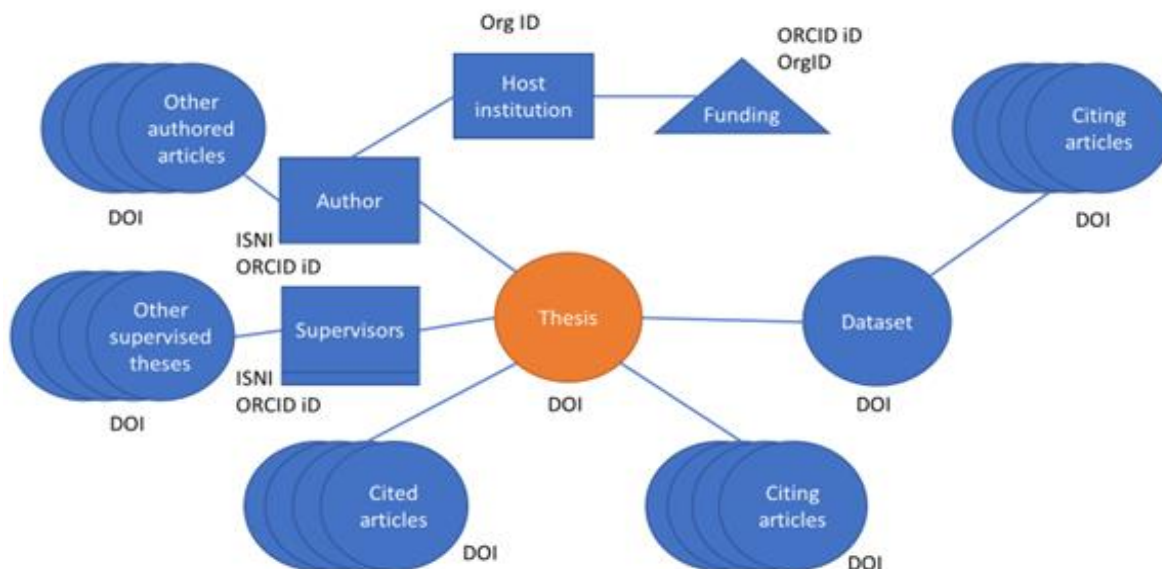 Org ID
ORCID iD
OrgID
Host
institution
Funding
Other
authored
articles
Citing
articles
DOI
Author
DOI
ISNI
ORCID iD
Other
supervised
theses
Supervisors
Thesis
Dataset
ISNI
ORCID iD
DOI
DOI
DOI
Cited
articles
DOI
Citing
articles
DOI